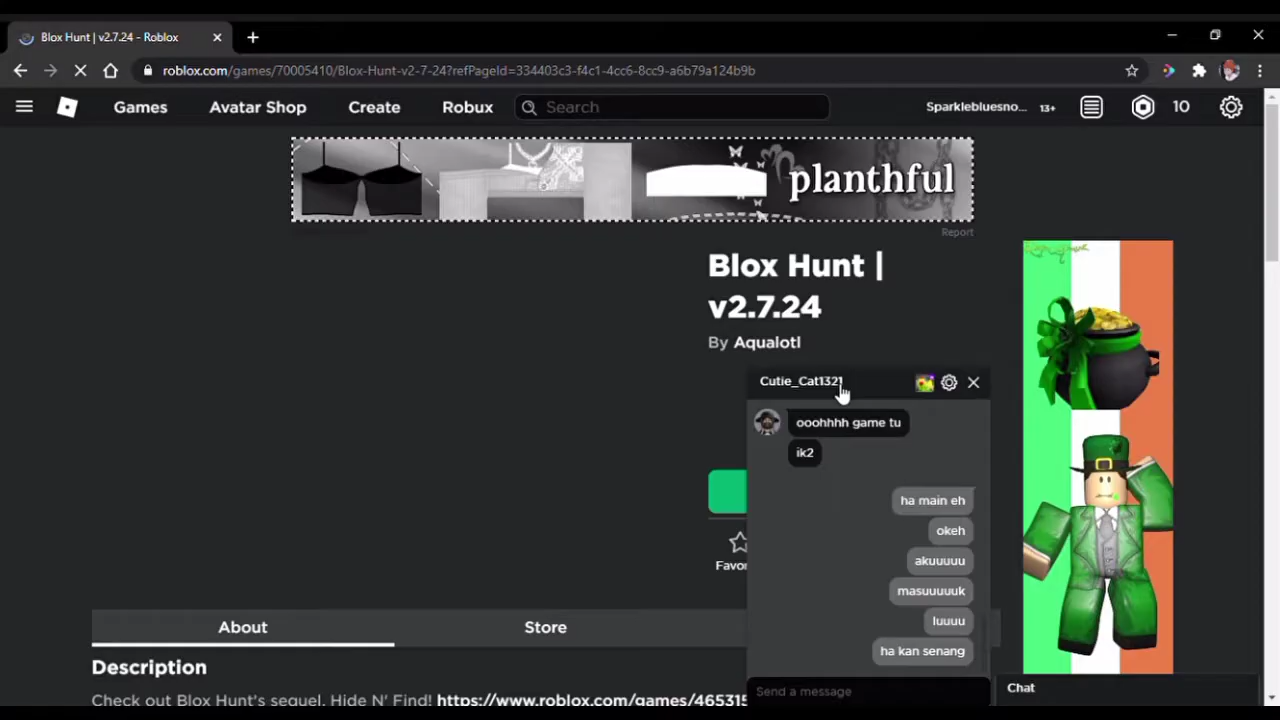 Blox Hunt | v2.7.24 - Roblox
roblox.com/games/70005410/Blox-Hunt-v2-7-24?refPageId=334403c3-f4c1-4cc6-8cc9-a6b79a124b9b
Games
Avatar Shop
Create
Robux
Search
Sparklebluesno... 13+
10
planthful
Report
Blox Hunt |
v2.7.24
By Aqualotl
Cutie_Cat1321
ooohhhh game tu
ik2
ha main eh
okeh
akuuuuu
masuuuuuk
luuuu
ha kan senang
Send a message
Chat
Favor
About
Store
Description
Check out Blox Hunt's sequel, Hide N' Find! https://www.roblox.com/games/465315